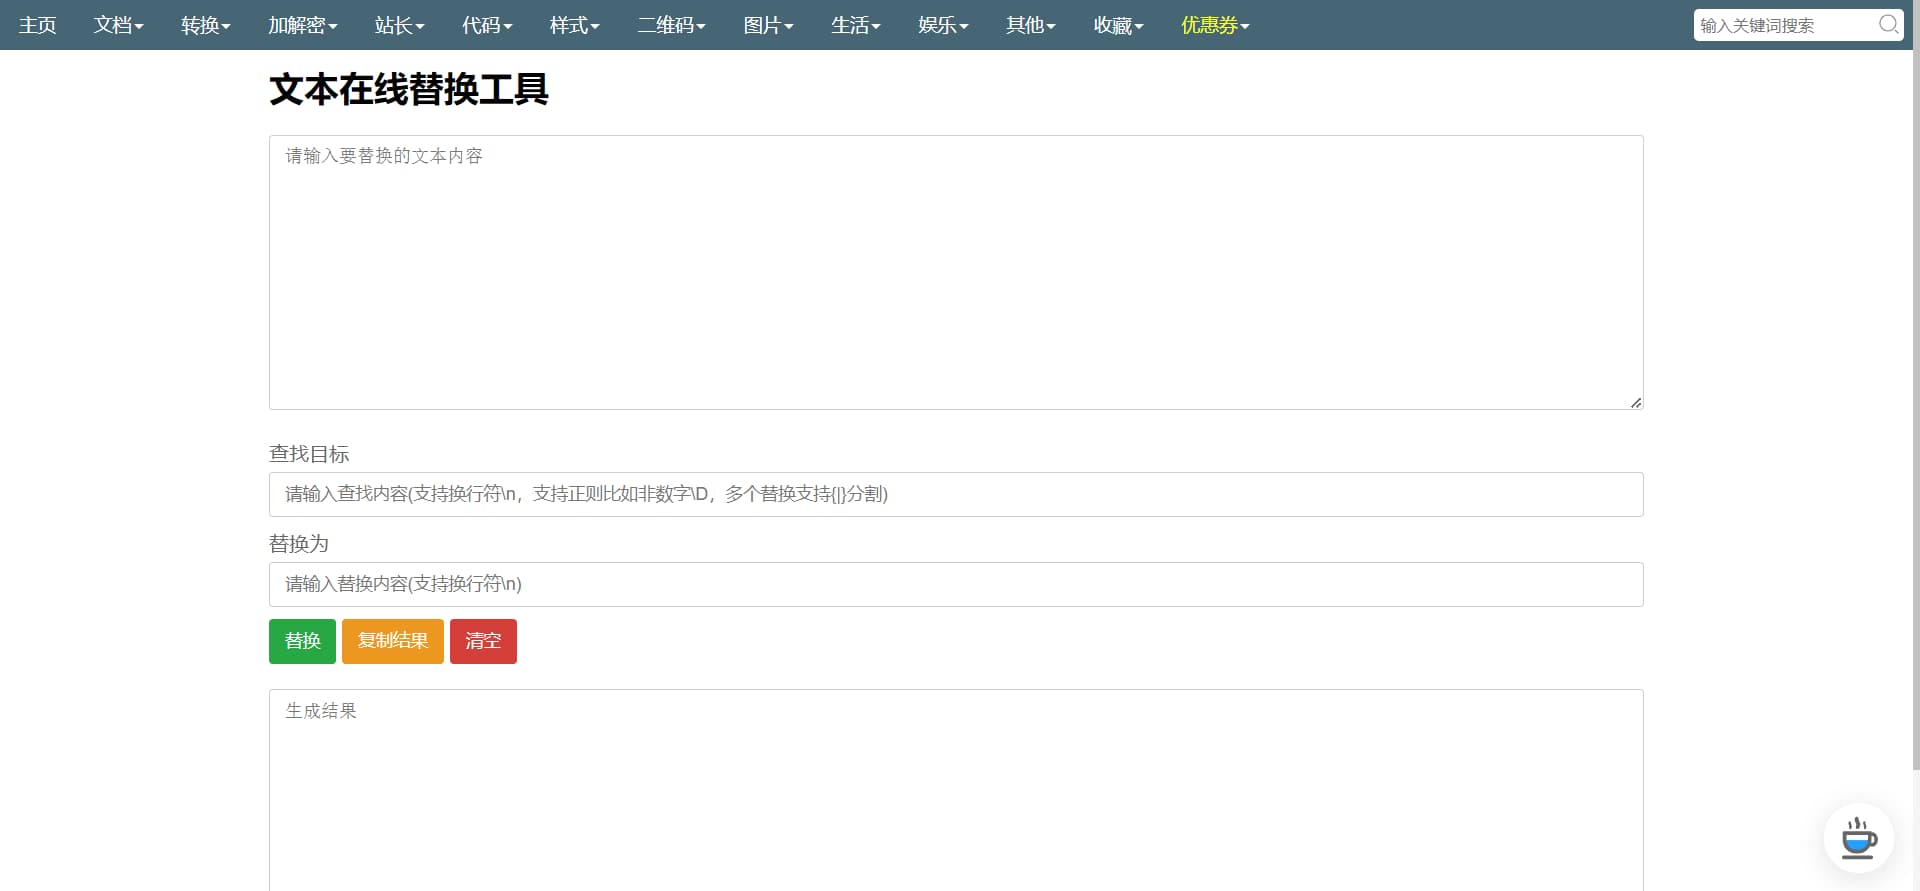 主页 文档 转换 加解密 站长 代码 样式 二维码 图片 生活 娱乐 其他 收藏 优惠券 输入关键词搜索
文本在线替换工具
请输入要替换的文本内容
查找目标
请输入查找内容(支持换行符\n，支持正则比如非数字\D，多个替换支持{|}分割)
替换为
请输入替换内容(支持换行符\n)
替换 复制结果 清空
生成结果